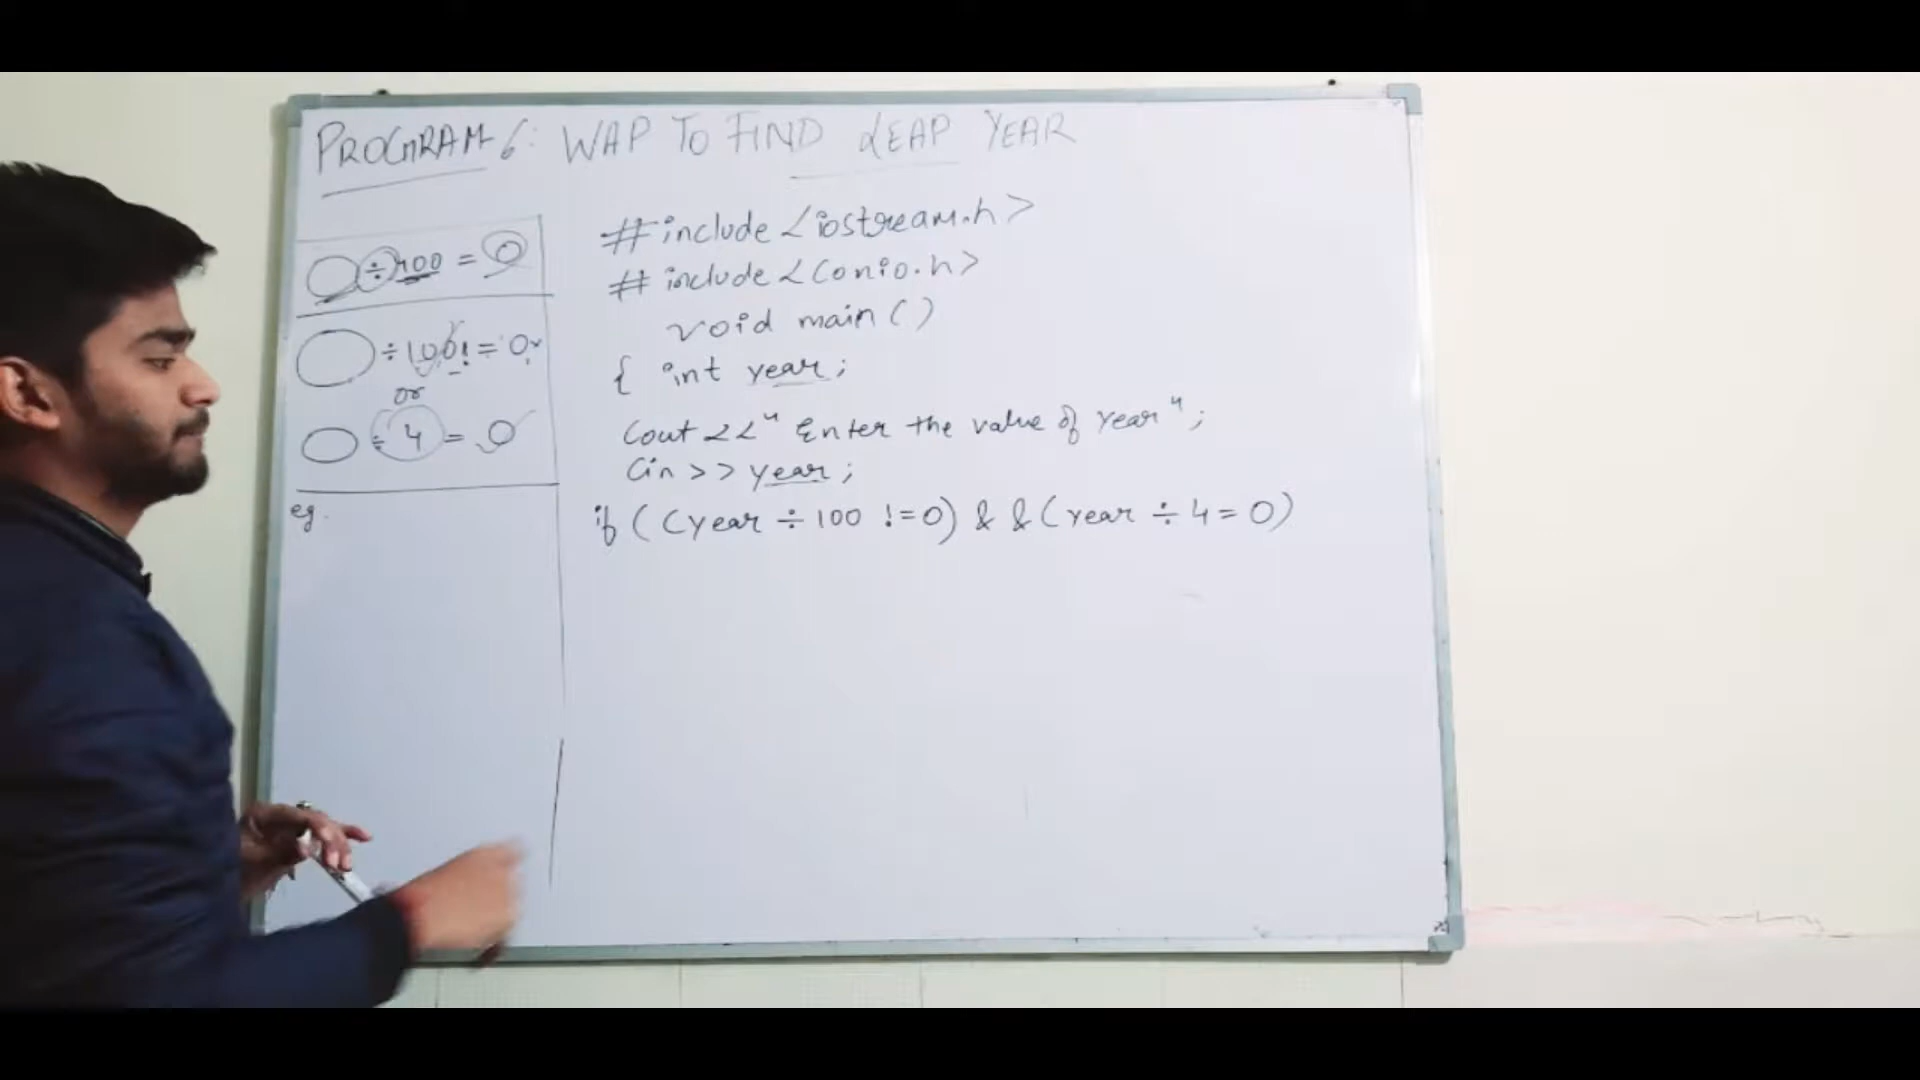 PROGRAM 6: WAP TO FIND LEAP YEAR
÷ 100 = 0
÷ 100 != 0
or
÷ 4 = 0
eg.
#include <iostream.h>
# include <conio.h>
void main ( )
{ int year ;
Cout << " Enter the value of Year " ;
Cin >> year ;
if ( ( year ÷ 100 != 0 ) & & ( year ÷ 4 = 0 )